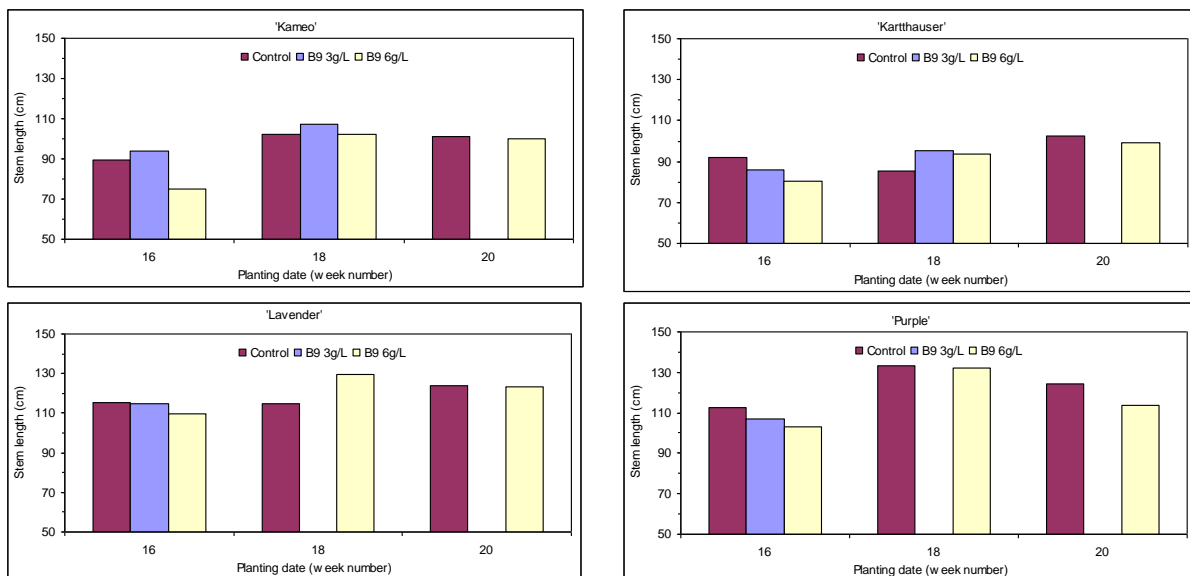 'Kameo'
Control B9 3g/L B9 6g/L
Stem length (cm)
150
130
110
90
70
50
16 18 20
Planting date (week number)
'Kartthauser'
Control B9 3g/L B9 6g/L
Stem length (cm)
150
130
110
90
70
50
16 18 20
Planting date (week number)
'Lavender'
Control B9 3g/L B9 6g/L
Stem length (cm)
150
130
110
90
70
50
16 18 20
Planting date (week number)
'Purple'
Control B9 3g/L B9 6g/L
Stem length (cm)
150
130
110
90
70
50
16 18 20
Planting date (week number)